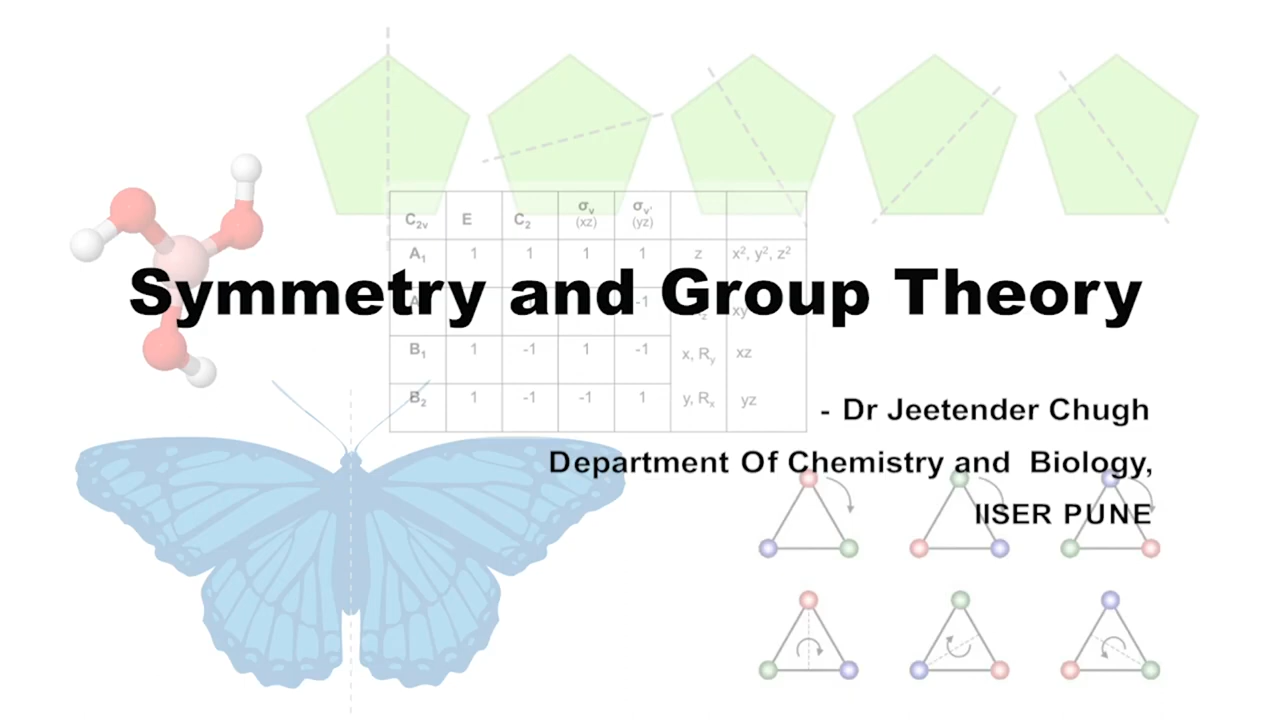 C2v E C2 σv (xz) σv' (yz)
A1 1 1 1 1 z x², y², z²
Symmetry and Group Theory
-1 xy
B1 1 -1 1 -1 x, Ry xz
B2 1 -1 -1 1 y, Rx yz
- Dr Jeetender Chugh
Department Of Chemistry and Biology,
IISER PUNE